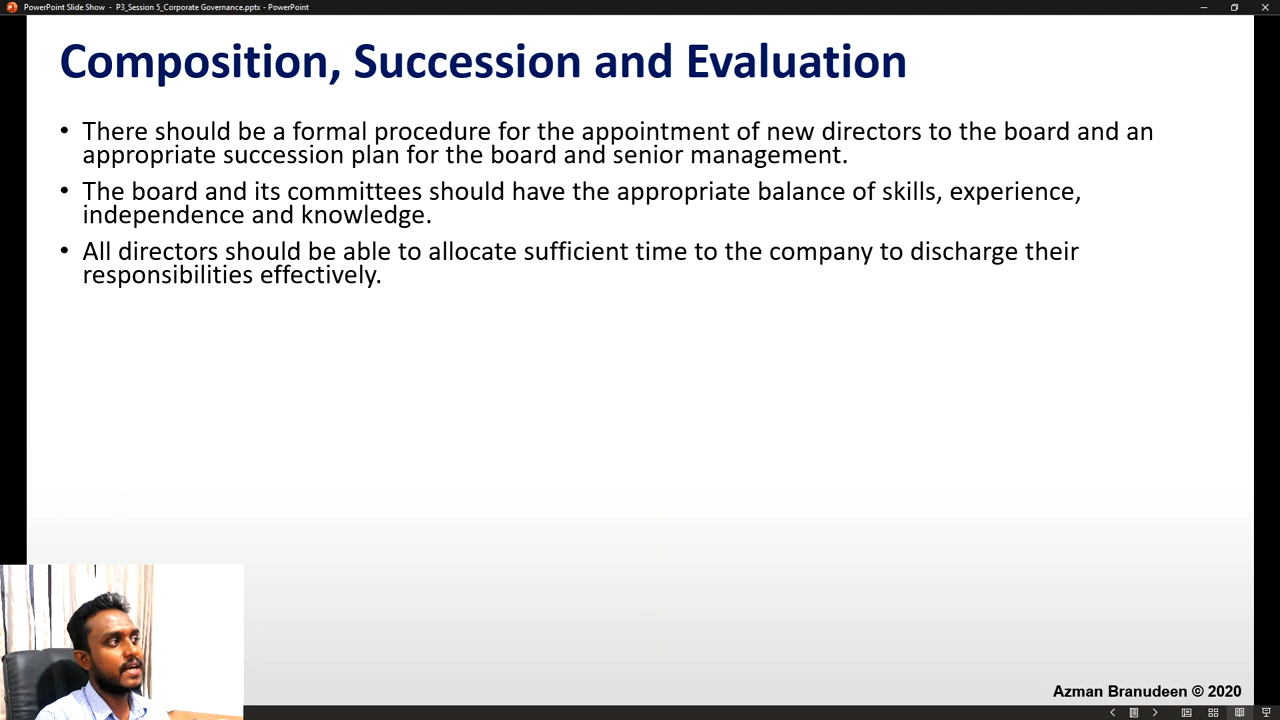 PowerPoint Slide Show - P3_Session 5_Corporate Governance.pptx - PowerPoint
Composition, Succession and Evaluation
• There should be a formal procedure for the appointment of new directors to the board and an
appropriate succession plan for the board and senior management.
• The board and its committees should have the appropriate balance of skills, experience,
independence and knowledge.
• All directors should be able to allocate sufficient time to the company to discharge their
responsibilities effectively.
Azman Branudeen © 2020